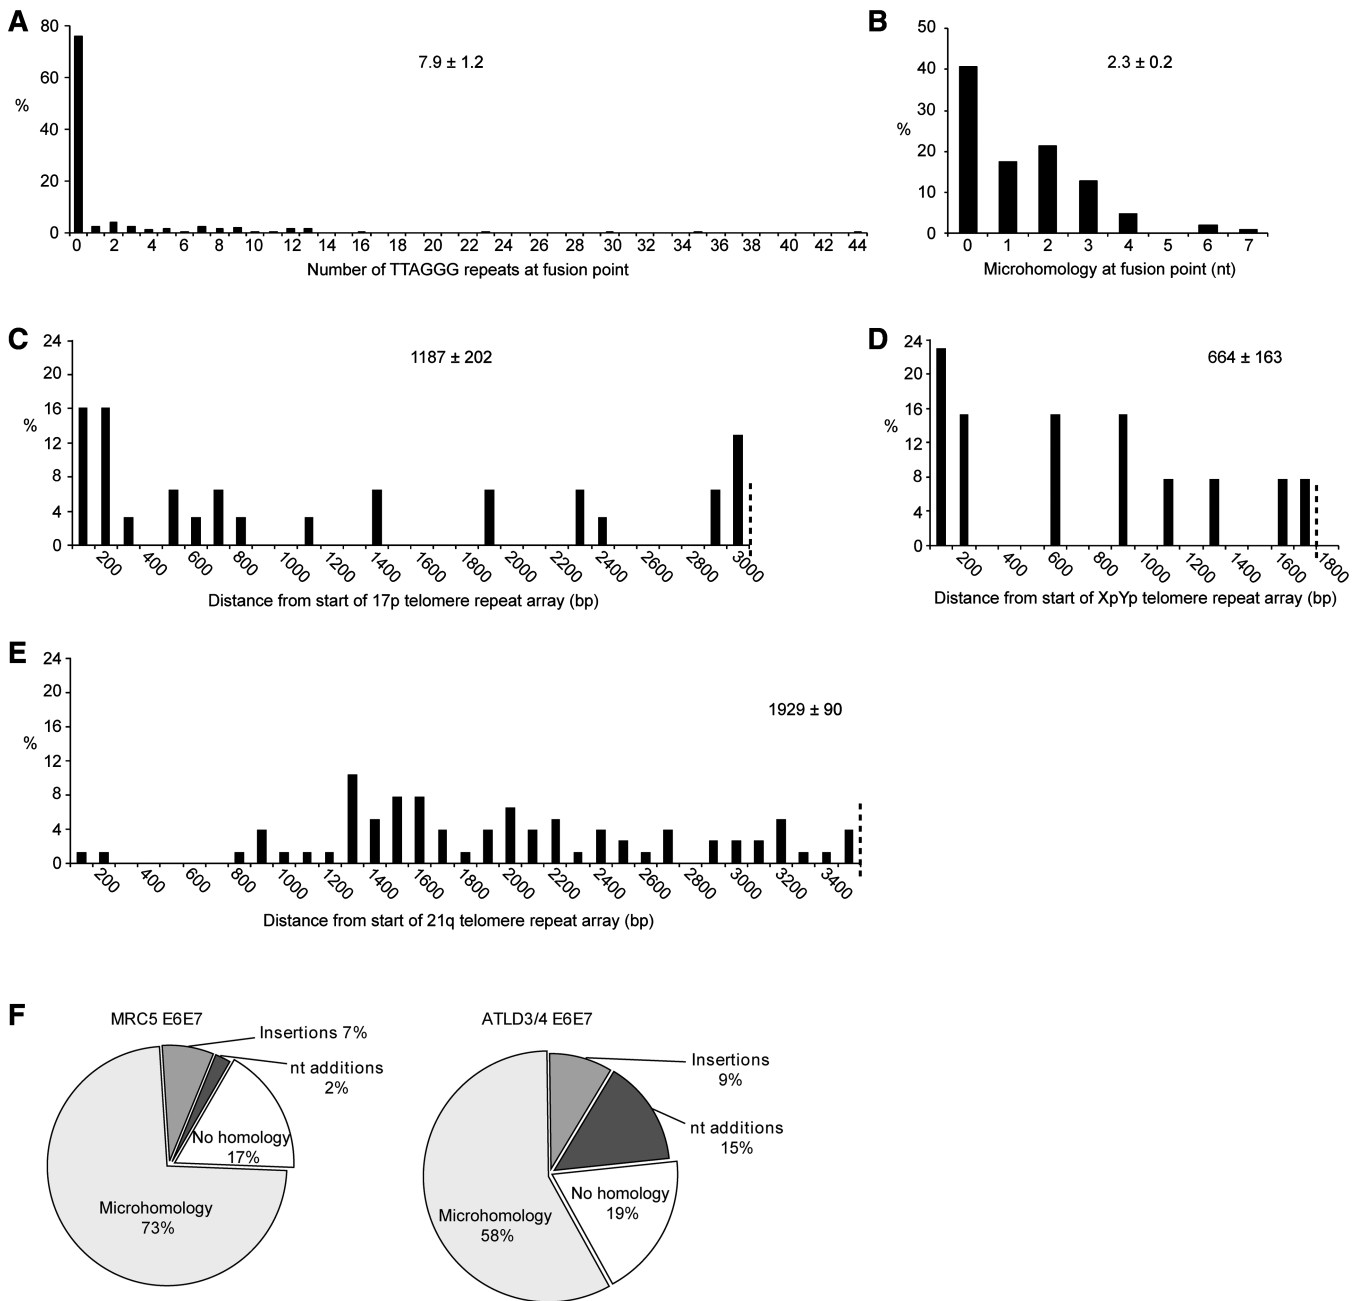 A
80
60
%
40
20
0
7.9 ± 1.2
0 2 4 6 8 10 12 14 16 18 20 22 24 26 28 30 32 34 36 38 40 42 44
Number of TTAGGG repeats at fusion point
B
50
40
30
%
20
10
0
2.3 ± 0.2
0 1 2 3 4 5 6 7
Microhomology at fusion point (nt)
C
24
20
16
%
12
8
4
0
1187 ± 202
200 400 600 800 1000 1200 1400 1600 1800 2000 2200 2400 2600 2800 3000
Distance from start of 17p telomere repeat array (bp)
D
24
20
16
%
12
8
4
0
664 ± 163
200 400 600 800 1000 1200 1400 1600 1800
Distance from start of XpYp telomere repeat array (bp)
E
24
20
16
%
12
8
4
0
1929 ± 90
200 400 600 800 1000 1200 1400 1600 1800 2000 2200 2400 2600 2800 3000 3200 3400
Distance from start of 21q telomere repeat array (bp)
F
MRC5 E6E7
Insertions 7%
nt additions
2%
No homology
17%
Microhomology
73%
ATLD3/4 E6E7
Insertions
9%
nt additions
15%
No homology
19%
Microhomology
58%